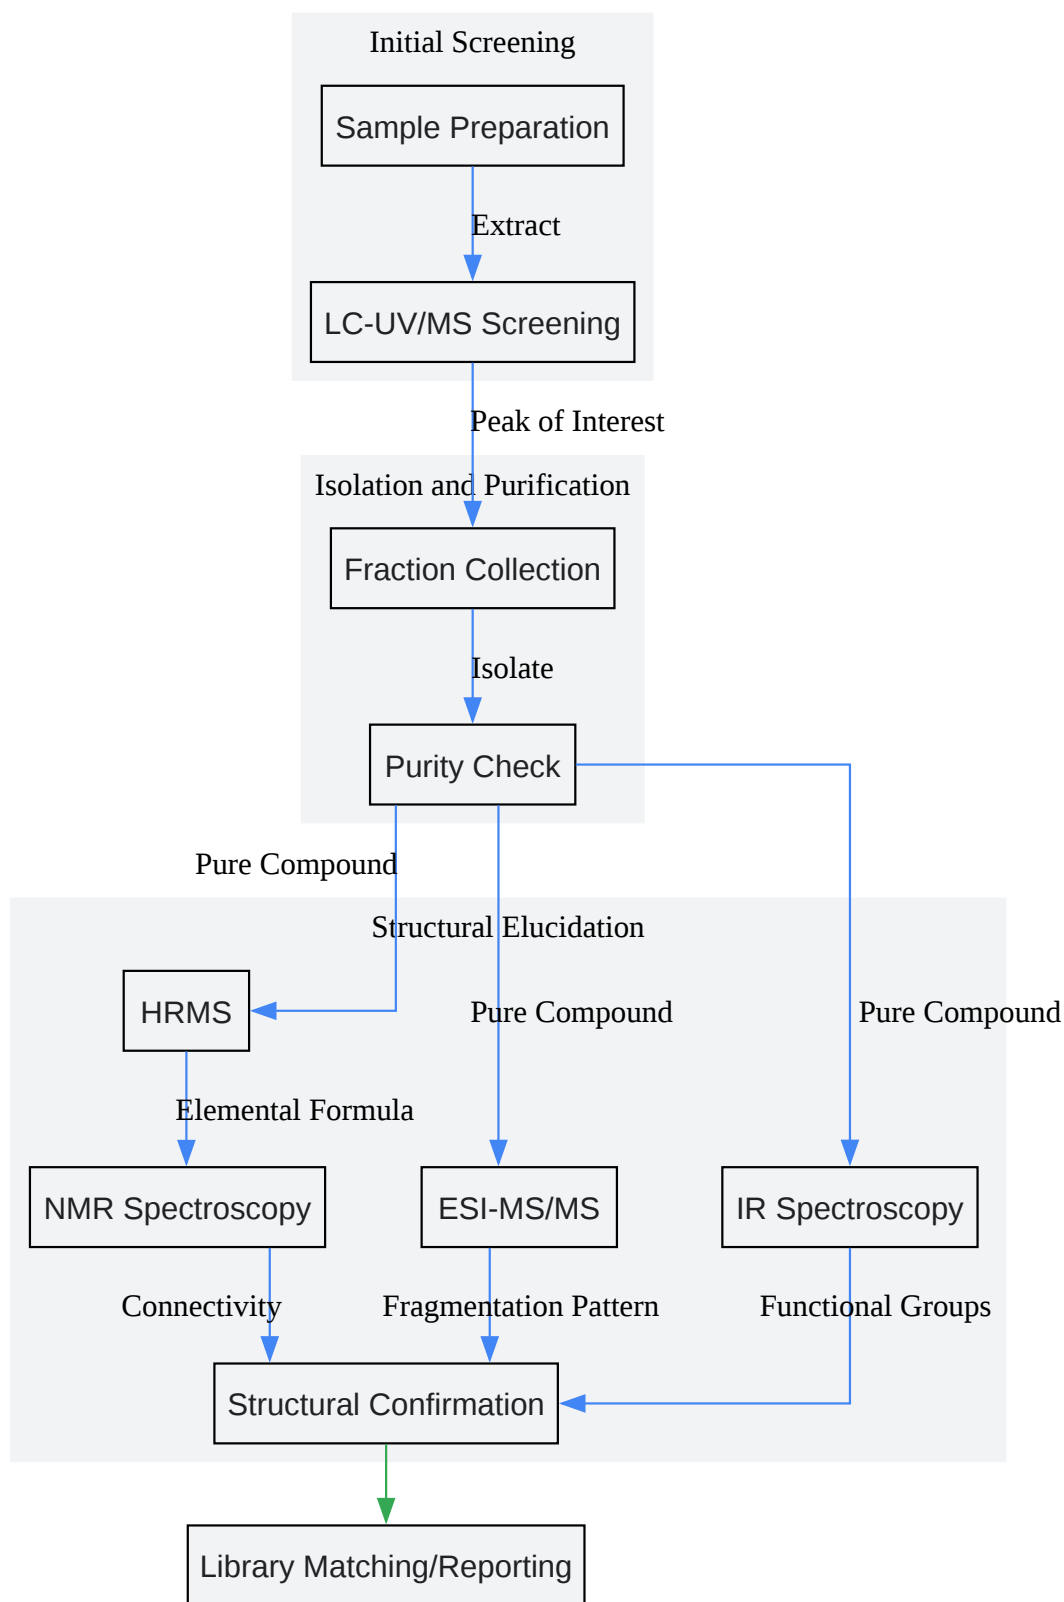 Initial Screening
Sample Preparation
Extract
LC-UV/MS Screening
Peak of Interest
Isolation and Purification
Fraction Collection
Isolate
Purity Check
Pure Compound
Structural Elucidation
HRMS
Pure Compound
Pure Compound
Elemental Formula
NMR Spectroscopy
ESI-MS/MS
IR Spectroscopy
Connectivity
Fragmentation Pattern
Functional Groups
Structural Confirmation
Library Matching/Reporting